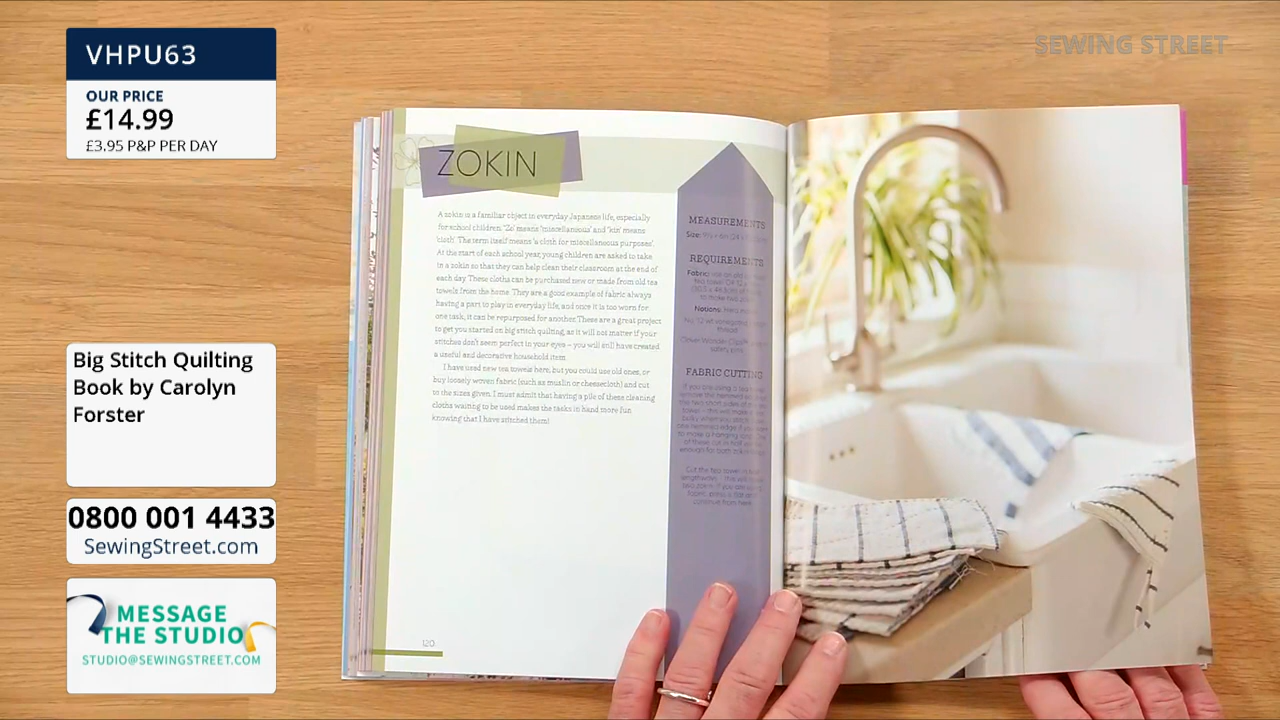 VHPU63
OUR PRICE
£14.99
£3.95 P&P PER DAY
Big Stitch Quilting
Book by Carolyn
Forster
0800 001 4433
SewingStreet.com
MESSAGE
THE STUDIO
STUDIO@SEWINGSTREET.COM
SEWING STREET
ZOKIN
A zokin is a familiar object in everyday Japanese life, especially
for school children. 'Zo' means 'miscellaneous' and 'kin' means
'cloth'. The term itself means 'a cloth for miscellaneous purposes'.
At the start of each school year, young children are asked to take
in a zokin so that they can help clean their classroom at the end of
each day. These cloths can be purchased new or made from old tea
towels from the home. They are a good example of fabric always
having a part to play in everyday life, and once it is too worn for
one task, it can be repurposed for another. These are a great project
to get you started on big stitch quilting, as it will not matter if your
stitches don't seem perfect in your eyes – you will still have created
a useful and decorative household item.
I have used new tea towels here, but you could use old ones, or
buy loosely woven fabric (such as muslin or cheesecloth) and cut
to the sizes given. I must admit that having a pile of these cleaning
cloths waiting to be used makes the tasks in hand more fun
knowing that I have stitched them!
120
MEASUREMENTS
Size:
REQUIREMENTS
Fabric:
tea towel
to make two
Notions:
thread
safety pins
FABRIC CUTTING